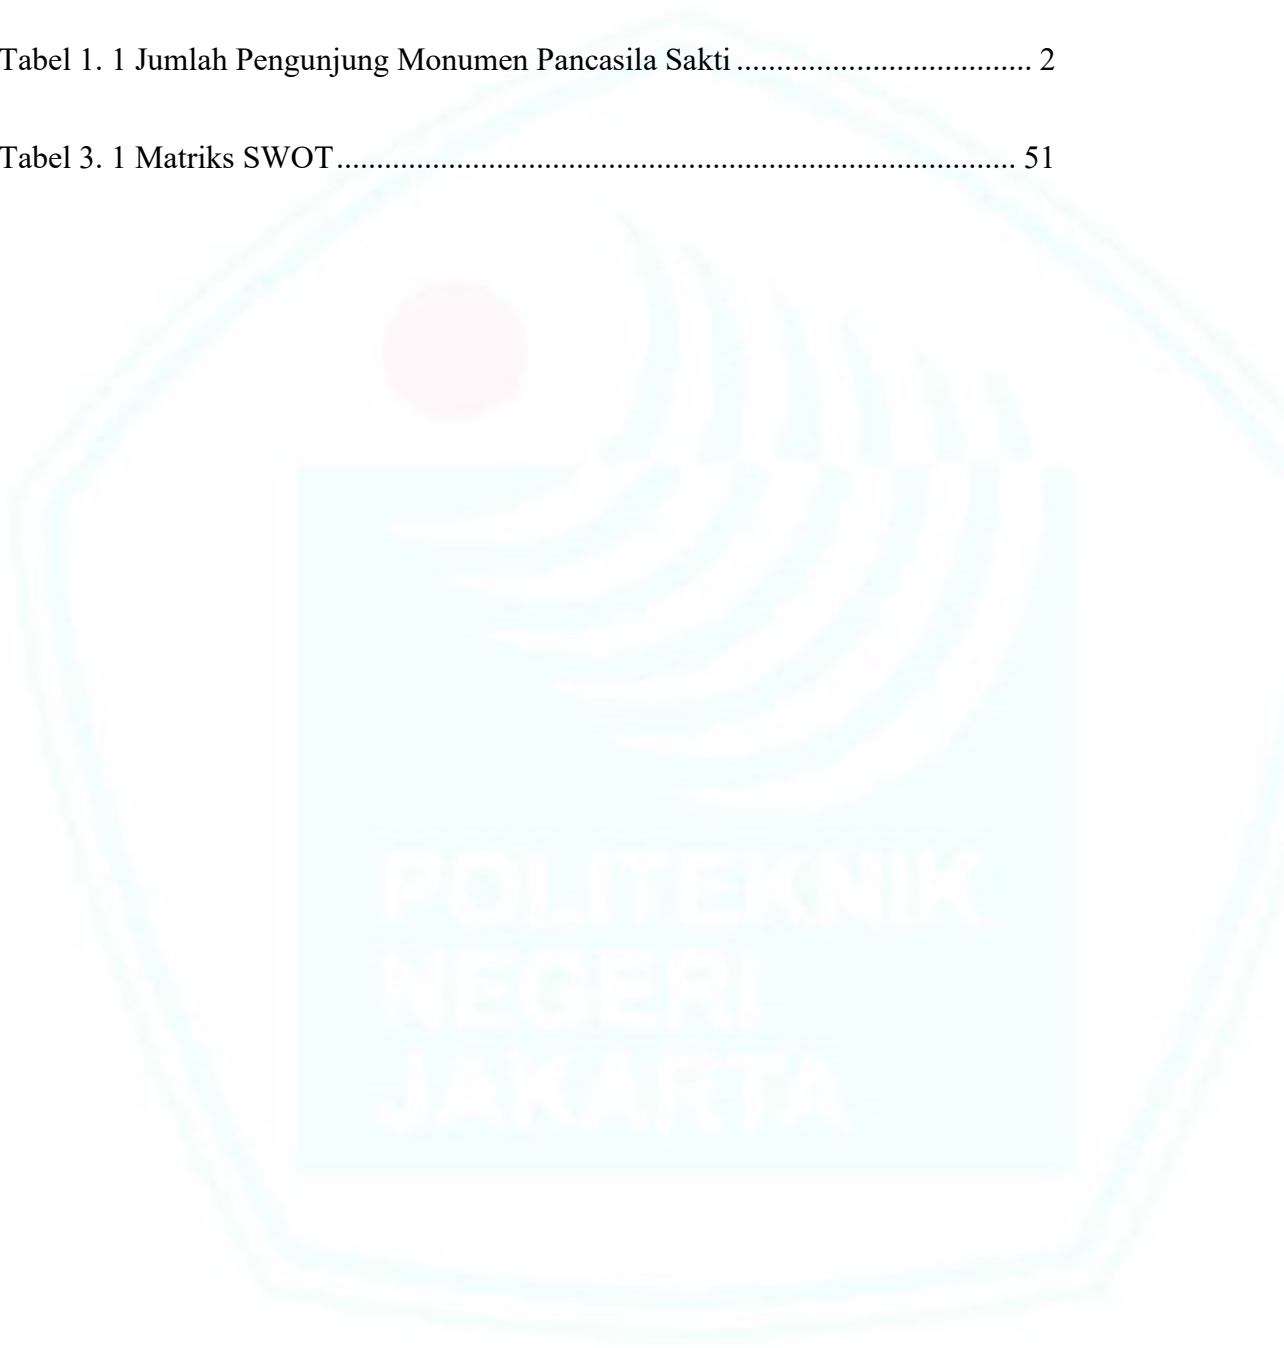 Tabel 1. 1 Jumlah Pengunjung Monumen Pancasila Sakti ..................................... 2
Tabel 3. 1 Matriks SWOT..................................................................................... 51
POLITEKNIK
NEGERI
JAKARTA